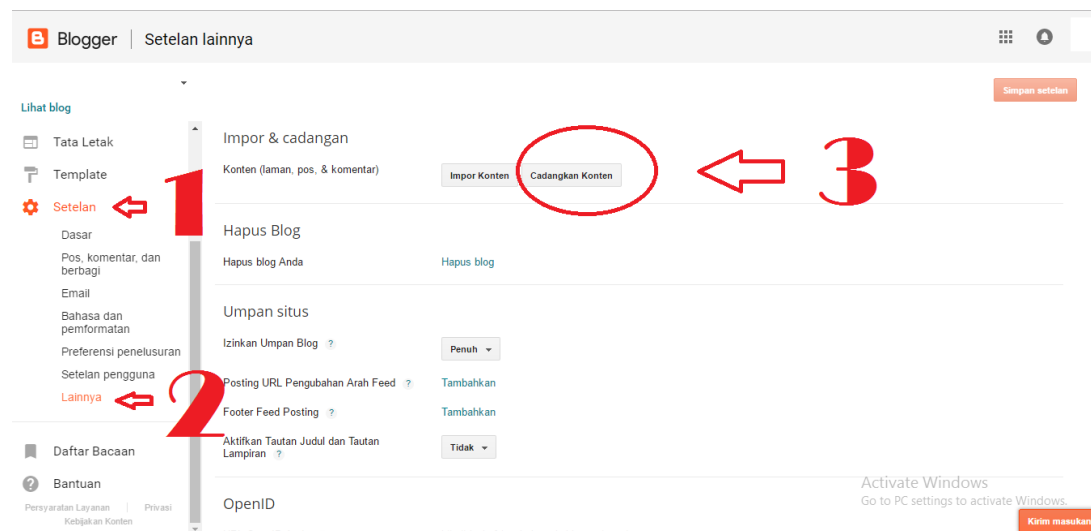 Blogger | Setelan lainnya
Simpan setelan
Lihat blog
Tata Letak
Template
Setelan
Dasar
Pos, komentar, dan
berbagi
Email
Bahasa dan
pemformatan
Preferensi penelusuran
Setelan pengguna
Lainnya
Daftar Bacaan
Bantuan
Persyaratan Layanan | Privasi
Kebijakan Konten
1
2
Impor & cadangan
Konten (laman, pos, & komentar)
Impor Konten
Cadangkan Konten
3
Hapus Blog
Hapus blog Anda
Hapus blog
Umpan situs
Izinkan Umpan Blog ?
Penuh
Posting URL Pengubahan Arah Feed ?
Tambahkan
Footer Feed Posting ?
Tambahkan
Aktifkan Tautan Judul dan Tautan
Lampiran ?
Tidak
OpenID
Activate Windows
Go to PC settings to activate Windows.
Kirim masukan